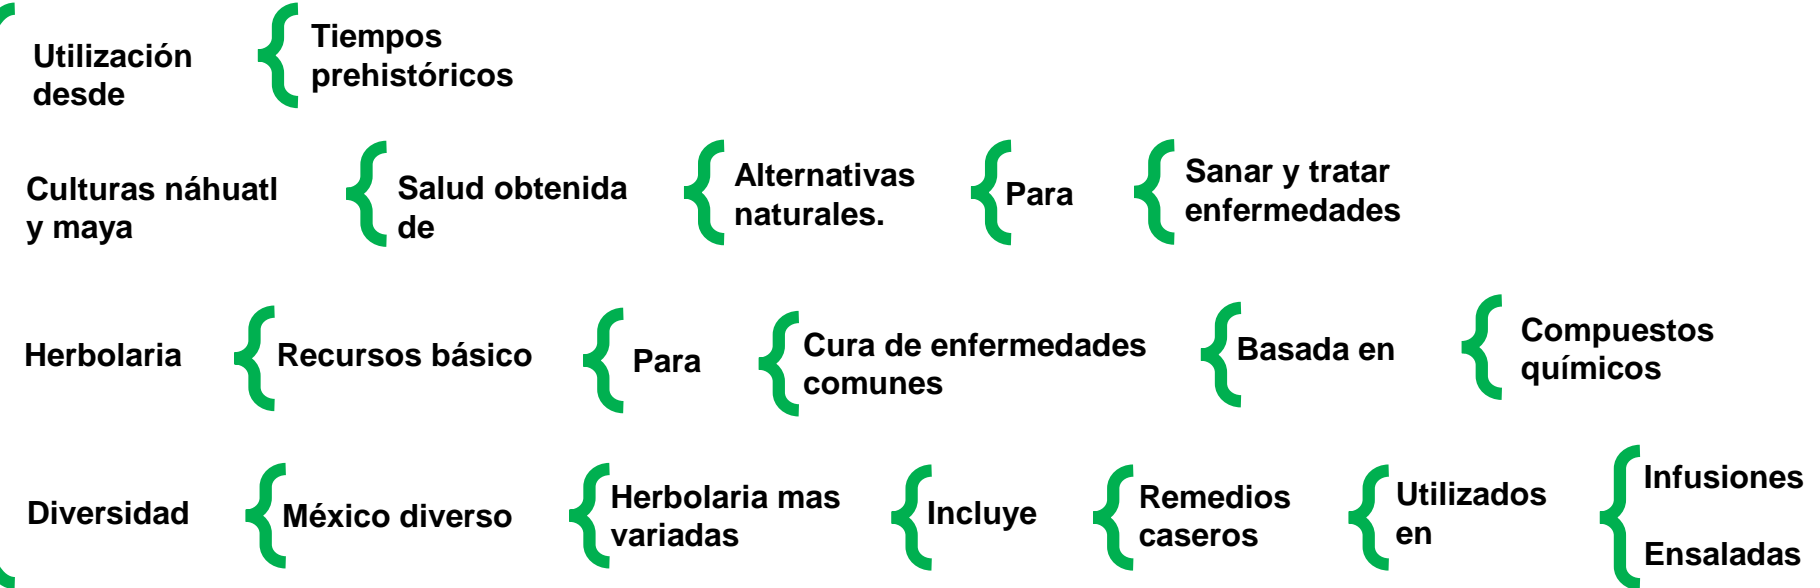 Utilización
desde
Tiempos
prehistóricos
Culturas náhuatl
y maya
Salud obtenida
de
Alternativas
naturales.
Para
Sanar y tratar
enfermedades
Herbolaria
Recursos básico
Para
Cura de enfermedades
comunes
Basada en
Compuestos
químicos
Diversidad
México diverso
Herbolaria mas
variadas
Incluye
Remedios
caseros
Utilizados
en
Infusiones
Ensaladas